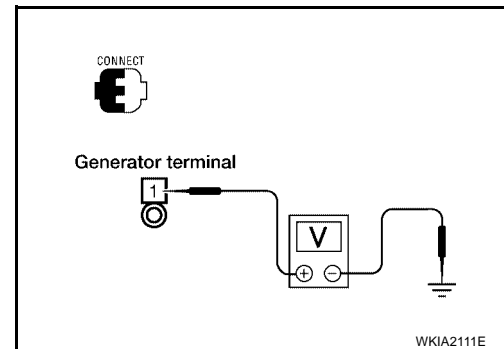 CONNECT
Generator terminal
1
V
+ −
WKIA2111E